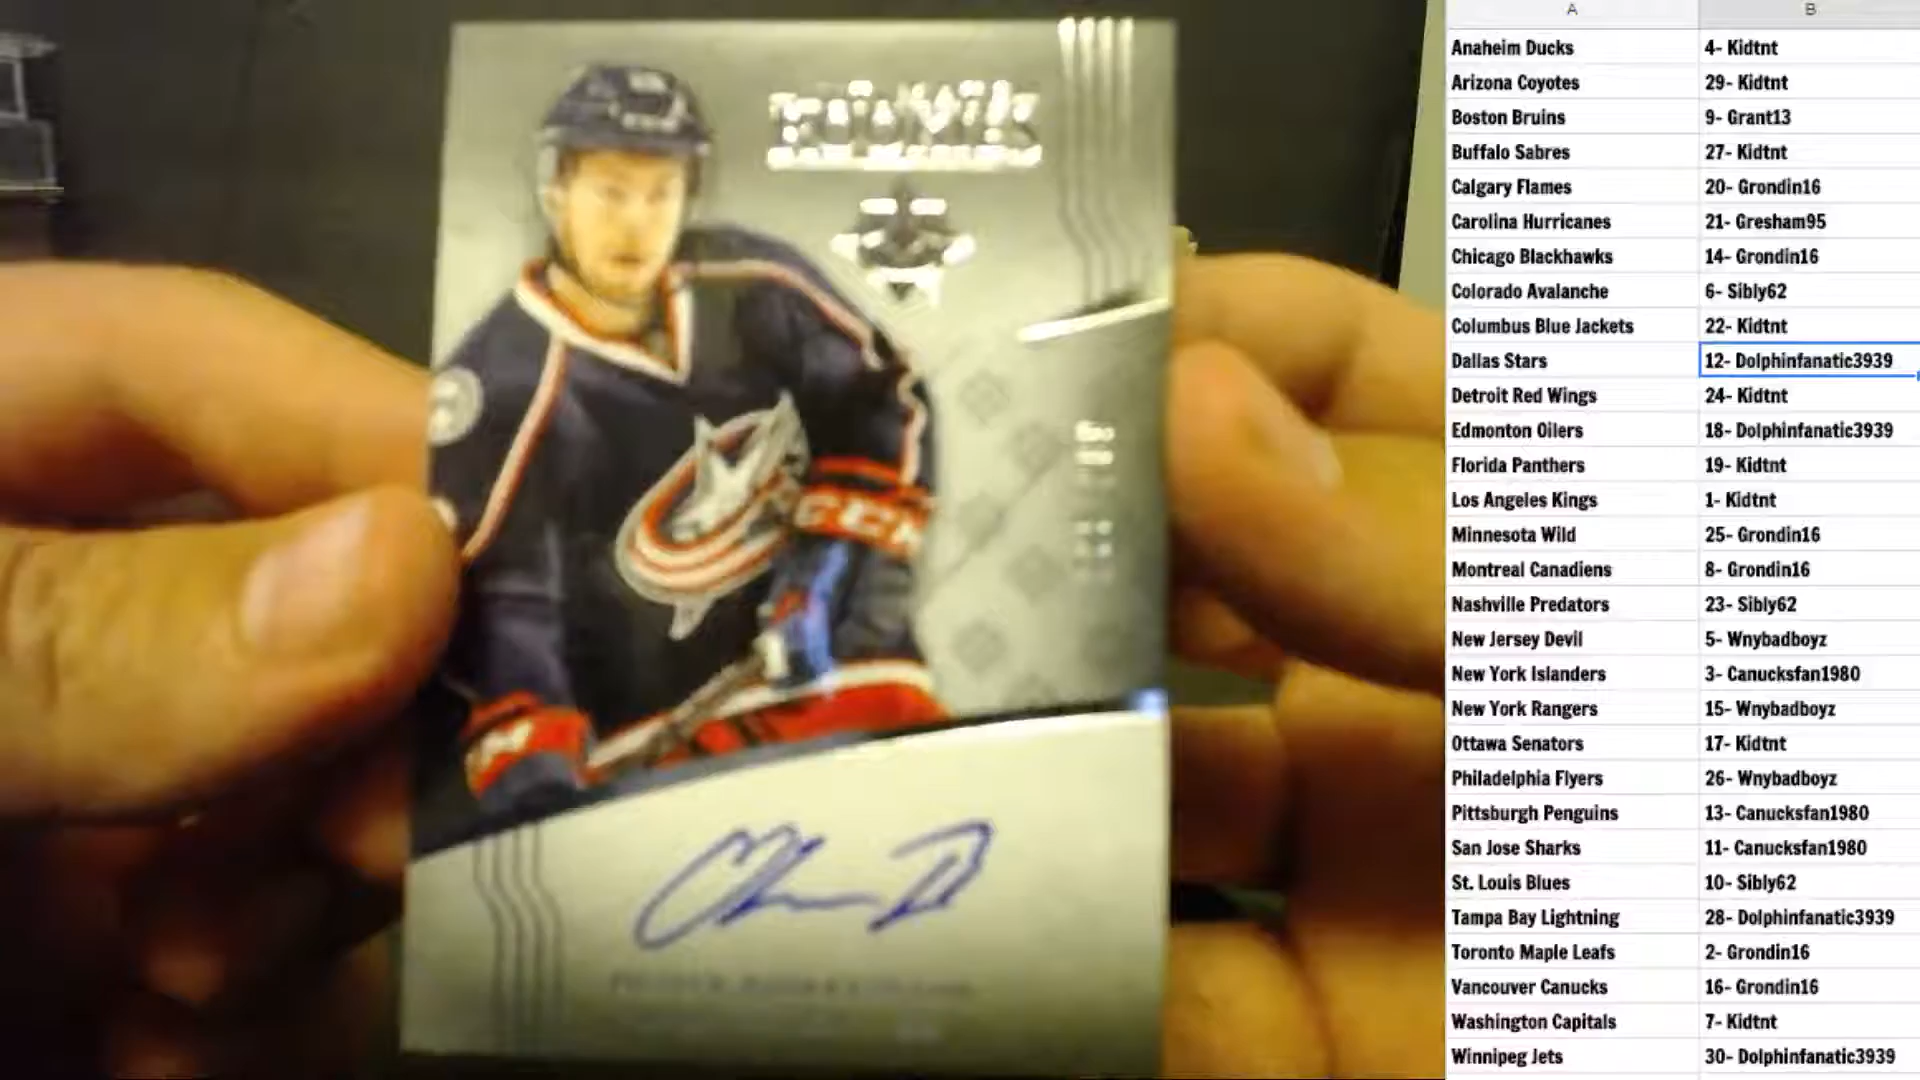 A B
Anaheim Ducks 4- Kidtnt
Arizona Coyotes 29- Kidtnt
Boston Bruins 9- Grant13
Buffalo Sabres 27- Kidtnt
Calgary Flames 20- Grondin16
Carolina Hurricanes 21- Gresham95
Chicago Blackhawks 14- Grondin16
Colorado Avalanche 6- Sibly62
Columbus Blue Jackets 22- Kidtnt
Dallas Stars 12- Dolphinfanatic3939
Detroit Red Wings 24- Kidtnt
Edmonton Oilers 18- Dolphinfanatic3939
Florida Panthers 19- Kidtnt
Los Angeles Kings 1- Kidtnt
Minnesota Wild 25- Grondin16
Montreal Canadiens 8- Grondin16
Nashville Predators 23- Sibly62
New Jersey Devil 5- Wnybadboyz
New York Islanders 3- Canucksfan1980
New York Rangers 15- Wnybadboyz
Ottawa Senators 17- Kidtnt
Philadelphia Flyers 26- Wnybadboyz
Pittsburgh Penguins 13- Canucksfan1980
San Jose Sharks 11- Canucksfan1980
St. Louis Blues 10- Sibly62
Tampa Bay Lightning 28- Dolphinfanatic3939
Toronto Maple Leafs 2- Grondin16
Vancouver Canucks 16- Grondin16
Washington Capitals 7- Kidtnt
Winnipeg Jets 30- Dolphinfanatic3939
CCM